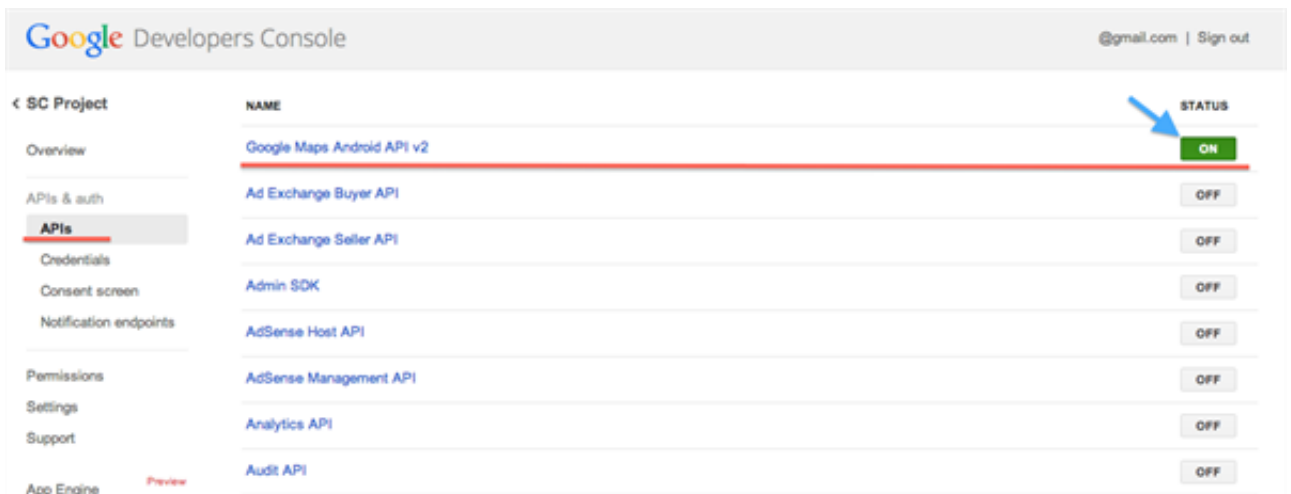 Google Developers Console
@gmail.com | Sign out
< SC Project
Overview
APIs & auth
APIs
Credentials
Consent screen
Notification endpoints
Permissions
Settings
Support
App Engine Preview
NAME STATUS
Google Maps Android API v2 ON
Ad Exchange Buyer API OFF
Ad Exchange Seller API OFF
Admin SDK OFF
AdSense Host API OFF
AdSense Management API OFF
Analytics API OFF
Audit API OFF